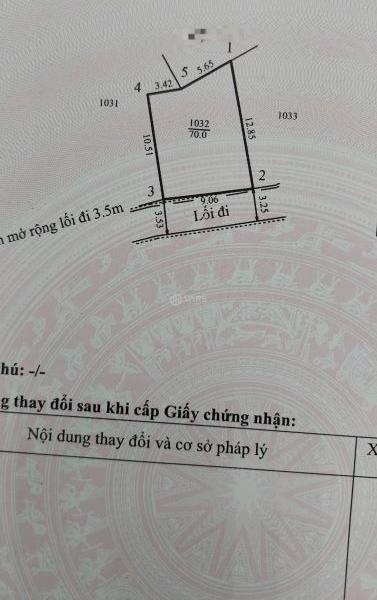 1
5
3.42
5.65
4
1031
1032
70.0
1033
10.51
12.85
3
2
9.06
Lối đi
3.53
3.25
mở rộng lối đi 3.5m
hú: -/-
g thay đổi sau khi cấp Giấy chứng nhận:
Nội dung thay đổi và cơ sở pháp lý
X